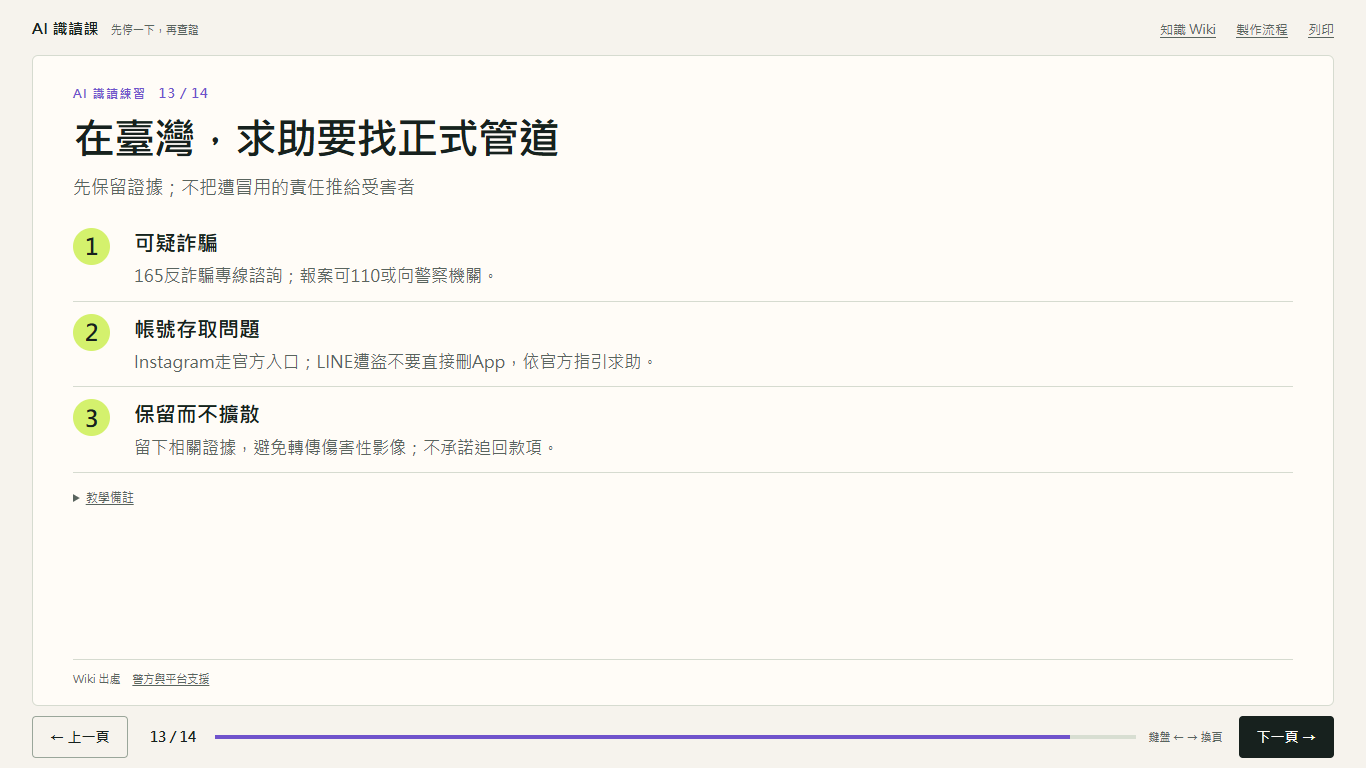 AI 識讀課 先停一下，再查證
知識 Wiki 製作流程 列印
AI 識讀練習 13 / 14
在臺灣，求助要找正式管道
先保留證據；不把遭冒用的責任推給受害者
1 可疑詐騙
165反詐騙專線諮詢；報案可110或向警察機關。
2 帳號存取問題
Instagram走官方入口；LINE遭盜不要直接刪App，依官方指引求助。
3 保留而不擴散
留下相關證據，避免轉傳傷害性影像；不承諾追回款項。
▶ 教學備註
Wiki 出處 警方與平台支援
← 上一頁 13 / 14 鍵盤 ← → 換頁 下一頁 →